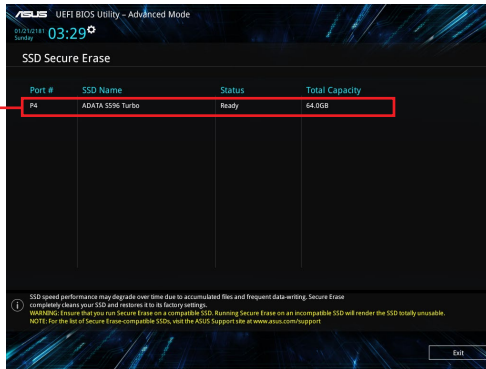 ASUS UEFI BIOS Utility – Advanced Mode
01/21/2181 03:29
Sunday
SSD Secure Erase
Port # SSD Name Status Total Capacity
P4 ADATA S596 Turbo Ready 64.0GB
SSD speed performance may degrade over time due to accumulated files and frequent data-writing. Secure Erase
completely cleans your SSD and restores it to its factory settings.
WARNING: Ensure that you run Secure Erase on a compatible SSD. Running Secure Erase on an incompatible SSD will render the SSD totally unusable.
NOTE: For the list of Secure Erase-compatible SSDs, visit the ASUS Support site at www.asus.com/support
Exit